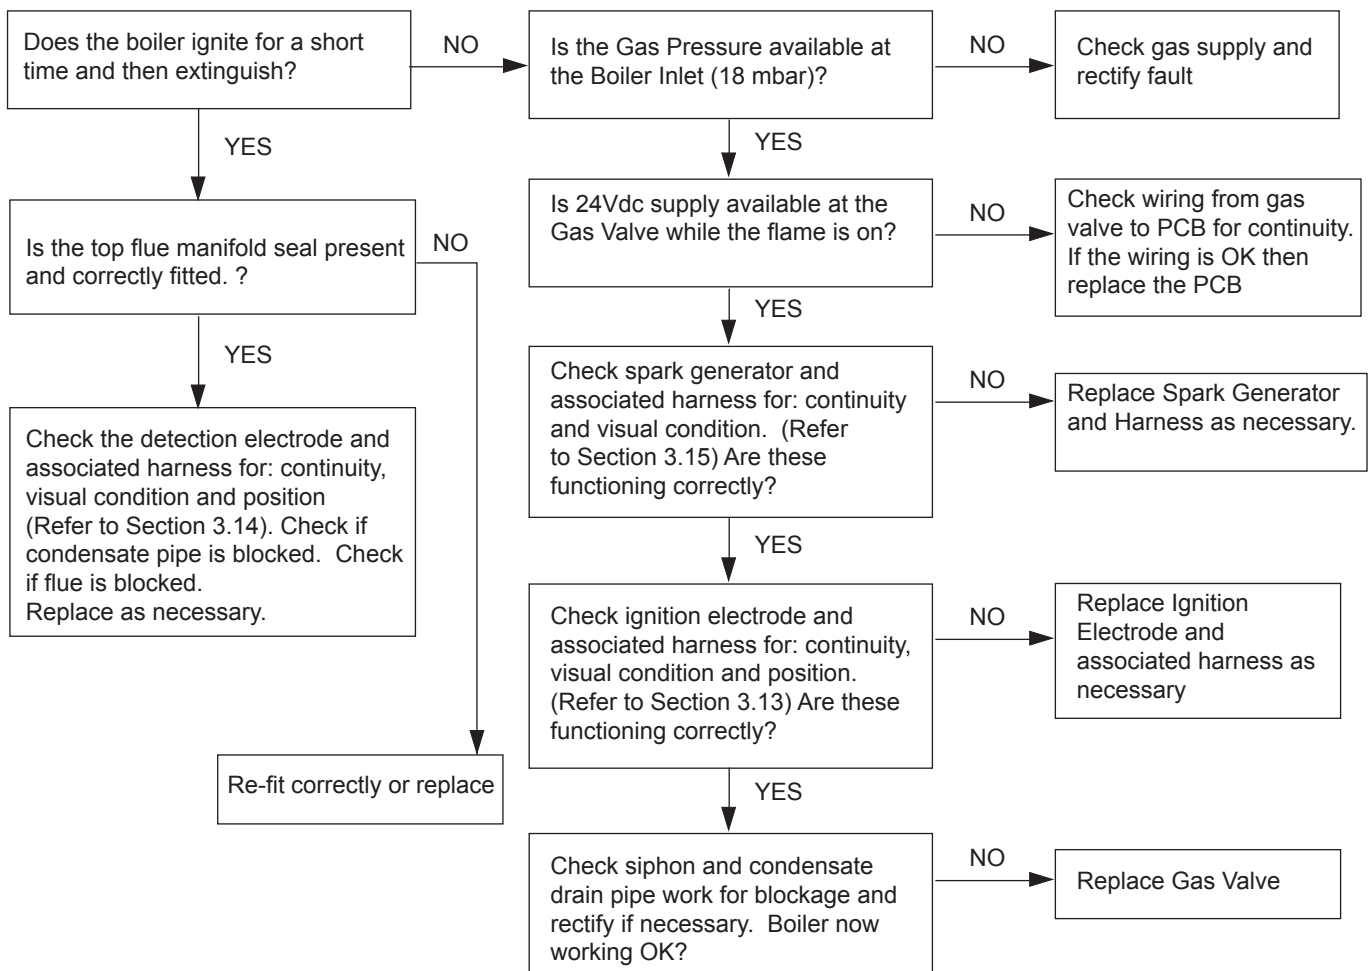 Does the boiler ignite for a short
time and then extinguish?
NO
Is the Gas Pressure available at
the Boiler Inlet (18 mbar)?
NO
Check gas supply and
rectify fault
YES
YES
Is the top flue manifold seal present
and correctly fitted. ?
NO
Is 24Vdc supply available at the
Gas Valve while the flame is on?
NO
Check wiring from gas
valve to PCB for continuity.
If the wiring is OK then
replace the PCB
YES
YES
Check the detection electrode and
associated harness for: continuity,
visual condition and position
(Refer to Section 3.14). Check if
condensate pipe is blocked. Check
if flue is blocked.
Replace as necessary.
Check spark generator and
associated harness for: continuity
and visual condition. (Refer
to Section 3.15) Are these
functioning correctly?
NO
Replace Spark Generator
and Harness as necessary.
YES
Check ignition electrode and
associated harness for: continuity,
visual condition and position.
(Refer to Section 3.13) Are these
functioning correctly?
NO
Replace Ignition
Electrode and
associated harness as
necessary
Re-fit correctly or replace
YES
Check siphon and condensate
drain pipe work for blockage and
rectify if necessary. Boiler now
working OK?
NO
Replace Gas Valve